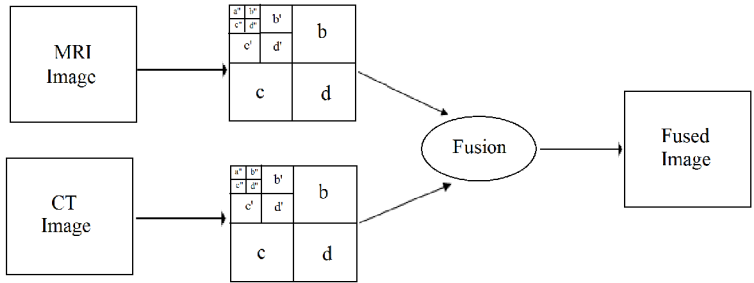 MRI
Image
a" b"
c" d"
b'
c' d'
b
c d
Fusion
Fused
Image
CT
Image
a" b"
c" d"
b'
c' d'
b
c d